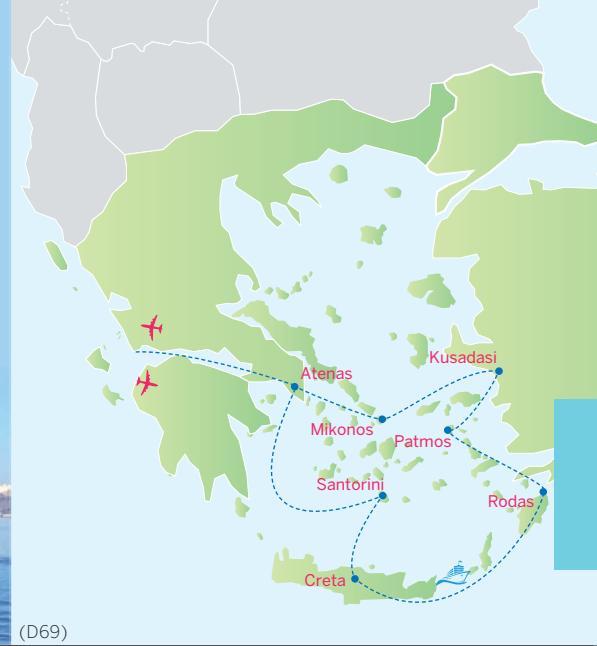 Kusadasi
Atenas
Mikonos
Patmos
Santorini
Rodas
Creta
(D69)